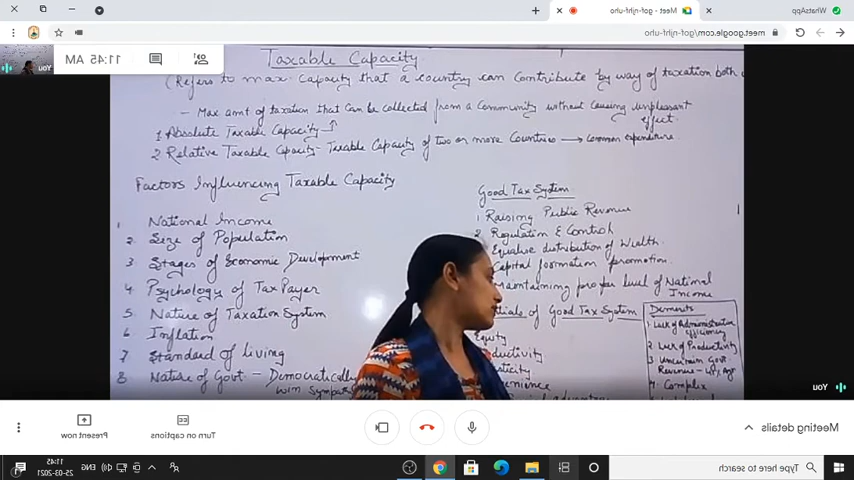 Meet - gof-njhf-uho
WhatsApp
meet.google.com/gof-njhf-uho
11:45 AM
Taxable Capacity
(Refers to max. Capacity that a country can contribute by way of taxation both
- Max amt of taxation that can be collected from a Community without causing unpleasant
effect.
1 Absolute Taxable Capacity
2 Relative Taxable Capacity - Taxable Capacity of two or more Countries → common expenditure.
Factors Influencing Taxable Capacity
1 National Income
2. Size of Population
3 Stages of Economic Development
4 Psychology of Tax Payer
5 Nature of Taxation System
6 Inflation
7 Standard of Living
8 Nature of Govt - Democratically
Good Tax System
1 Raising Public Revenue
2 Regulation & Control
Equalise distribution of Wealth
Capital formation promotion.
Maintaining proper level of National
Income
of Good Tax System
Equity
Demerits
1 Lack of Administrative
efficiency
2 Lack of Productivity
3 Uncertain Govt.
Revenue
4. Complex
You
You
Present now
Turn on captions
Meeting details
11:45
25-03-2021
ENG
Type here to search